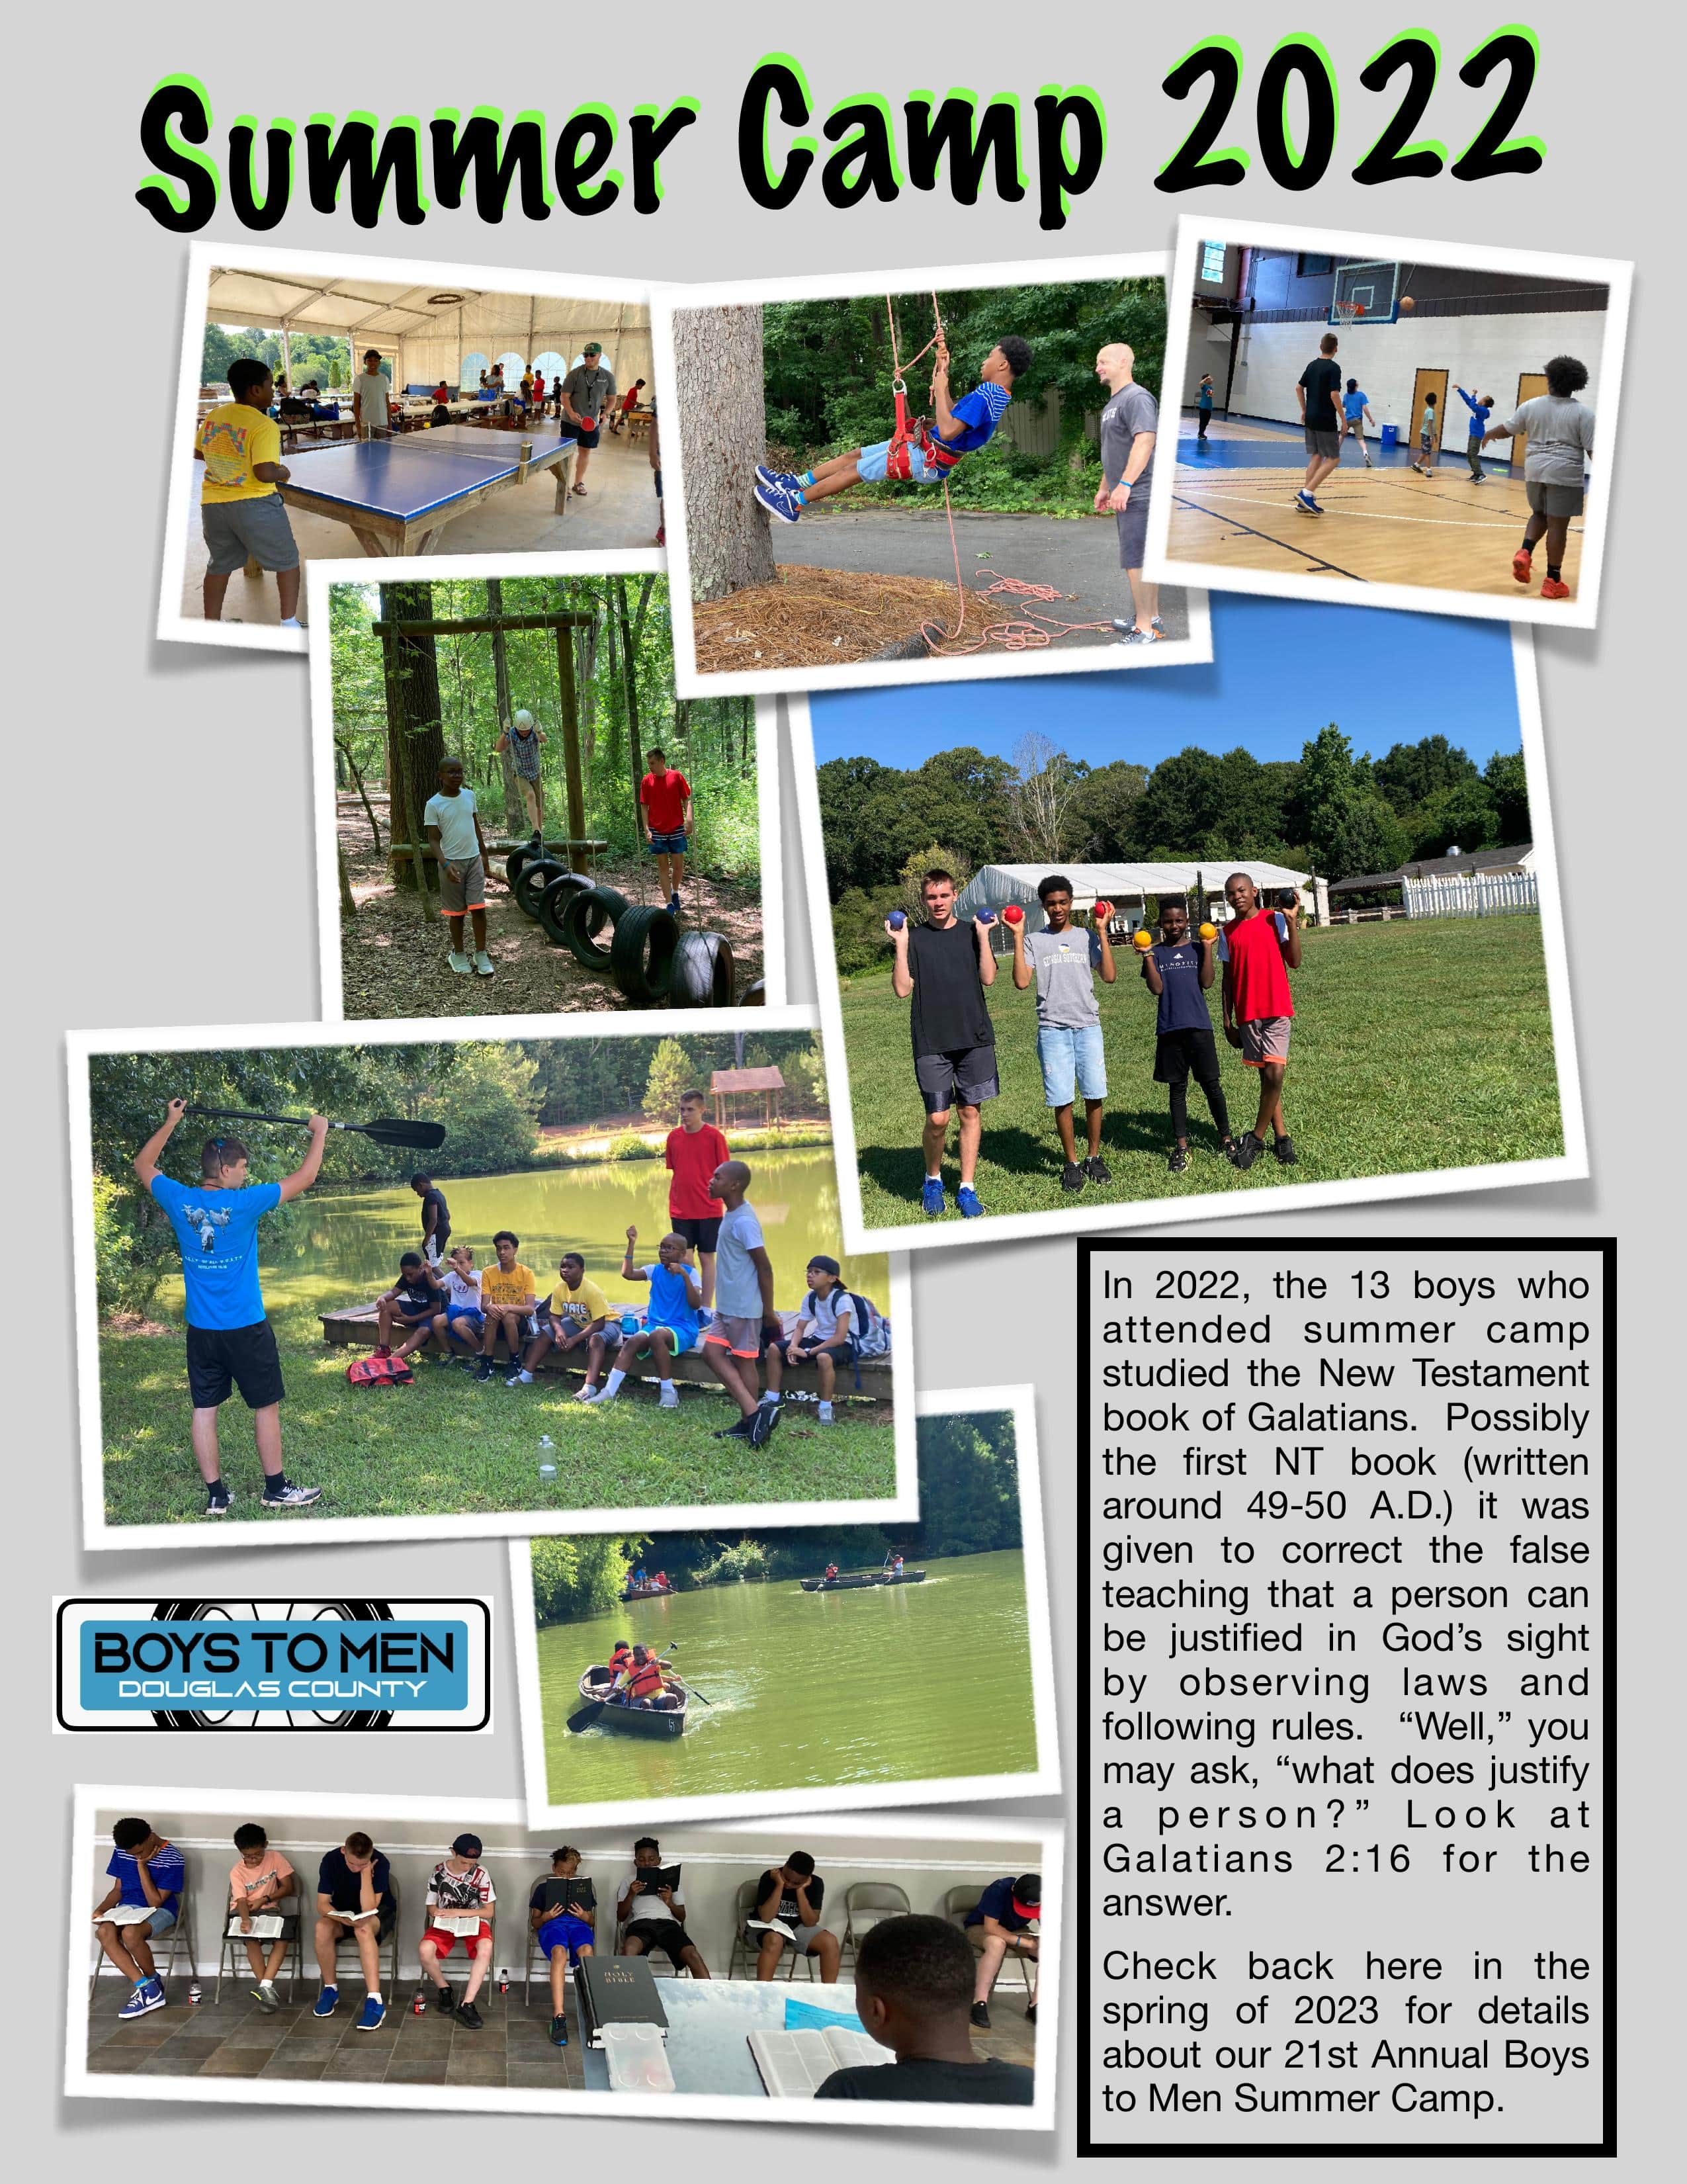 Summer Camp 2022
GEORGIA SOUTHERN
In 2022, the 13 boys who
attended summer camp
studied the New Testament
book of Galatians. Possibly
the first NT book (written
around 49-50 A.D.) it was
given to correct the false
teaching that a person can
be justified in God’s sight
by observing laws and
following rules. “Well,” you
may ask, “what does justify
a person?” Look at
Galatians 2:16 for the
answer.
Check back here in the
spring of 2023 for details
about our 21st Annual Boys
to Men Summer Camp.
BOYS TO MEN
DOUGLAS COUNTY
HOLY
BIBLE